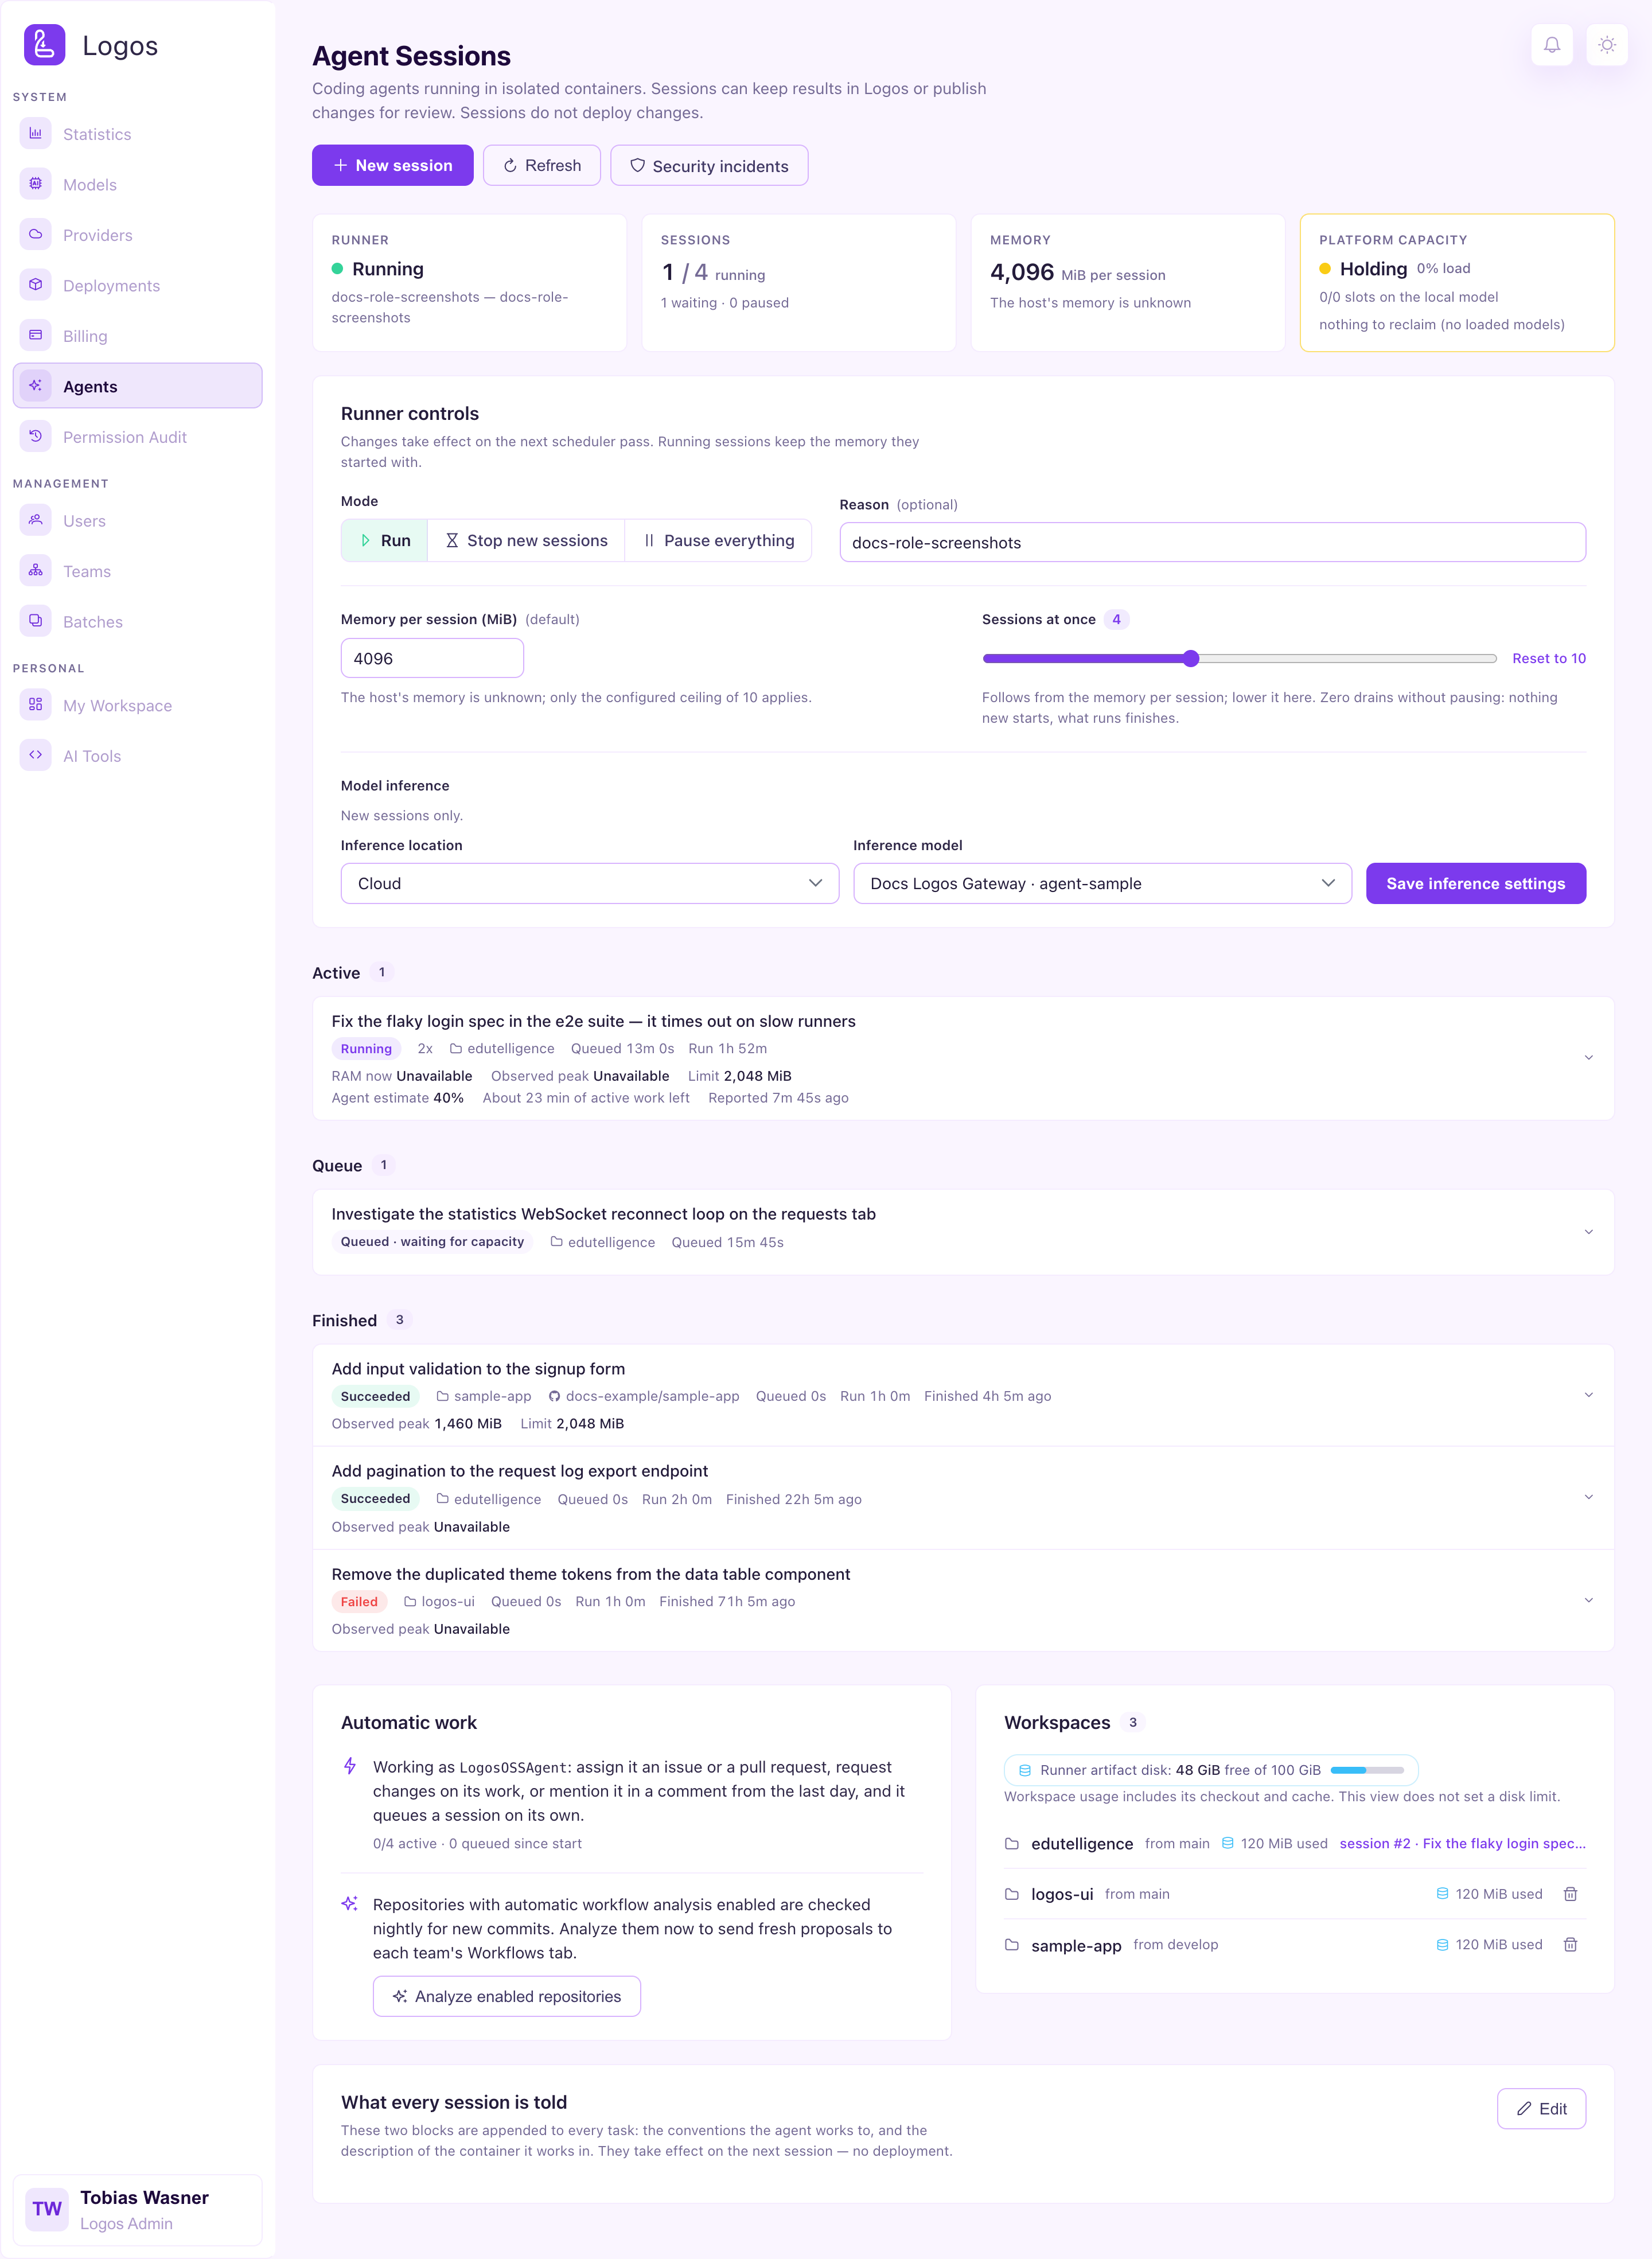 Logos
SYSTEM
Statistics
Models
Providers
Deployments
Billing
Agents
Permission Audit
MANAGEMENT
Users
Teams
Batches
PERSONAL
My Workspace
AI Tools
TW
Tobias Wasner
Logos Admin
Agent Sessions
Coding agents running in isolated containers. Sessions can keep results in Logos or publish
changes for review. Sessions do not deploy changes.
New session
Refresh
Security incidents
RUNNER
Running
docs-role-screenshots — docs-role-
screenshots
SESSIONS
1 / 4 running
1 waiting · 0 paused
MEMORY
4,096 MiB per session
The host's memory is unknown
PLATFORM CAPACITY
Holding 0% load
0/0 slots on the local model
nothing to reclaim (no loaded models)
Runner controls
Changes take effect on the next scheduler pass. Running sessions keep the memory they
started with.
Mode
Run
Stop new sessions
Pause everything
Reason (optional)
docs-role-screenshots
Memory per session (MiB) (default)
4096
The host's memory is unknown; only the configured ceiling of 10 applies.
Sessions at once 4
Reset to 10
Follows from the memory per session; lower it here. Zero drains without pausing: nothing
new starts, what runs finishes.
Model inference
New sessions only.
Inference location
Cloud
Inference model
Docs Logos Gateway · agent-sample
Save inference settings
Active 1
Fix the flaky login spec in the e2e suite — it times out on slow runners
Running 2x edutelligence Queued 13m 0s Run 1h 52m
RAM now Unavailable Observed peak Unavailable Limit 2,048 MiB
Agent estimate 40% About 23 min of active work left Reported 7m 45s ago
Queue 1
Investigate the statistics WebSocket reconnect loop on the requests tab
Queued · waiting for capacity edutelligence Queued 15m 45s
Finished 3
Add input validation to the signup form
Succeeded sample-app docs-example/sample-app Queued 0s Run 1h 0m Finished 4h 5m ago
Observed peak 1,460 MiB Limit 2,048 MiB
Add pagination to the request log export endpoint
Succeeded edutelligence Queued 0s Run 2h 0m Finished 22h 5m ago
Observed peak Unavailable
Remove the duplicated theme tokens from the data table component
Failed logos-ui Queued 0s Run 1h 0m Finished 71h 5m ago
Observed peak Unavailable
Automatic work
Working as LogosOSSAgent: assign it an issue or a pull request, request
changes on its work, or mention it in a comment from the last day, and it
queues a session on its own.
0/4 active · 0 queued since start
Repositories with automatic workflow analysis enabled are checked
nightly for new commits. Analyze them now to send fresh proposals to
each team's Workflows tab.
Analyze enabled repositories
Workspaces 3
Runner artifact disk: 48 GiB free of 100 GiB
Workspace usage includes its checkout and cache. This view does not set a disk limit.
edutelligence from main 120 MiB used session #2 · Fix the flaky login spec...
logos-ui from main 120 MiB used
sample-app from develop 120 MiB used
What every session is told
These two blocks are appended to every task: the conventions the agent works to, and the
description of the container it works in. They take effect on the next session — no deployment.
Edit